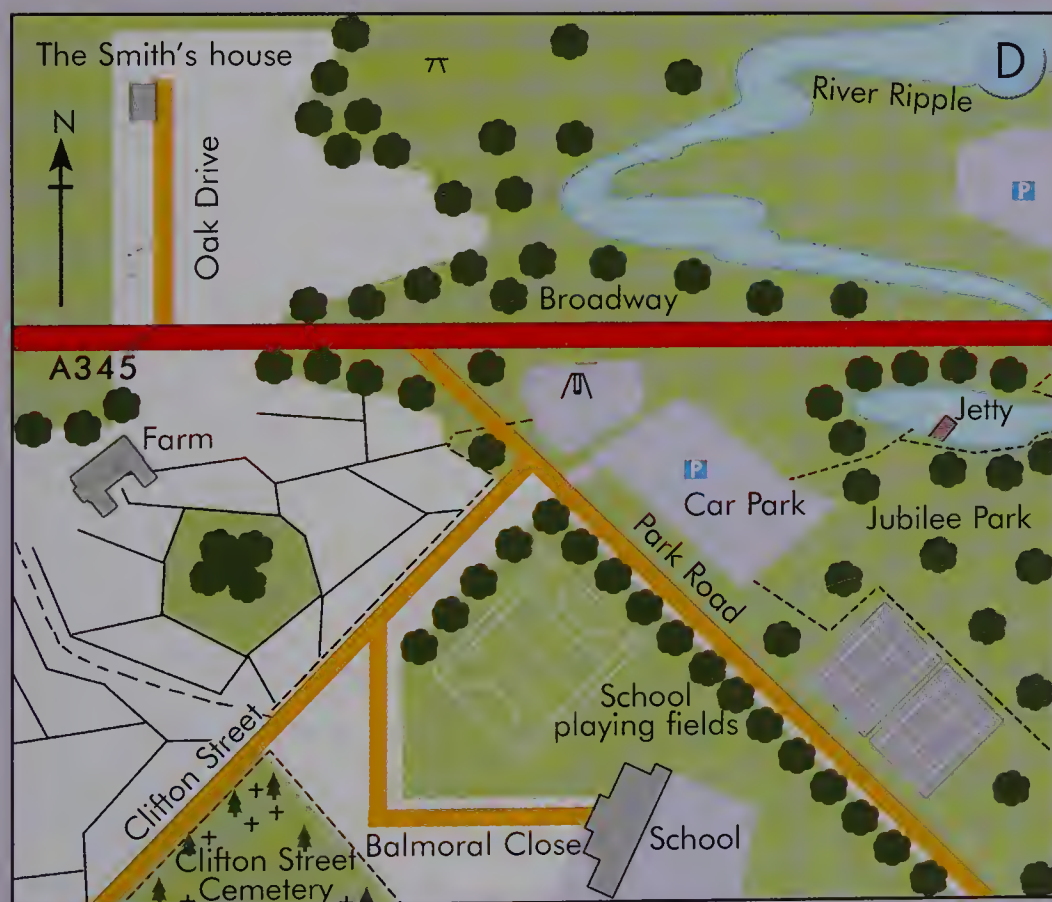 The Smith's house
D
River Ripple
N
P
Oak Drive
Broadway
A345
Jetty
Farm
P
Car Park
Jubilee Park
Park Road
School
playing fields
Clifton Street
Balmoral Close
School
Clifton Street
Cemetery